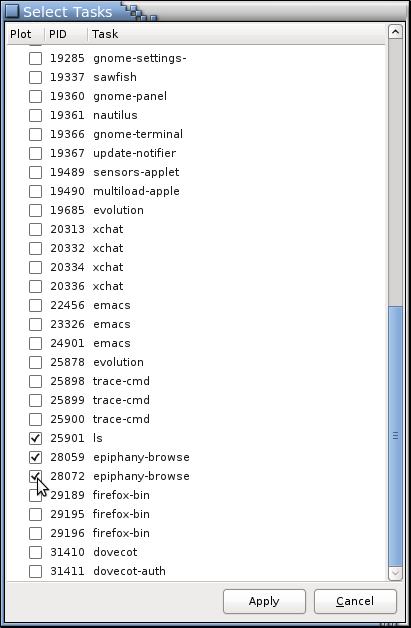 Select Tasks
Plot PID Task
19285 gnome-settings-
19337 sawfish
19360 gnome-panel
19361 nautilus
19366 gnome-terminal
19367 update-notifier
19489 sensors-applet
19490 multiload-apple
19685 evolution
20313 xchat
20332 xchat
20334 xchat
20336 xchat
22456 emacs
23326 emacs
24901 emacs
25878 evolution
25898 trace-cmd
25899 trace-cmd
25900 trace-cmd
25901 ls
28059 epiphany-browse
28072 epiphany-browse
29189 firefox-bin
29195 firefox-bin
29196 firefox-bin
31410 dovecot
31411 dovecot-auth
Apply Cancel